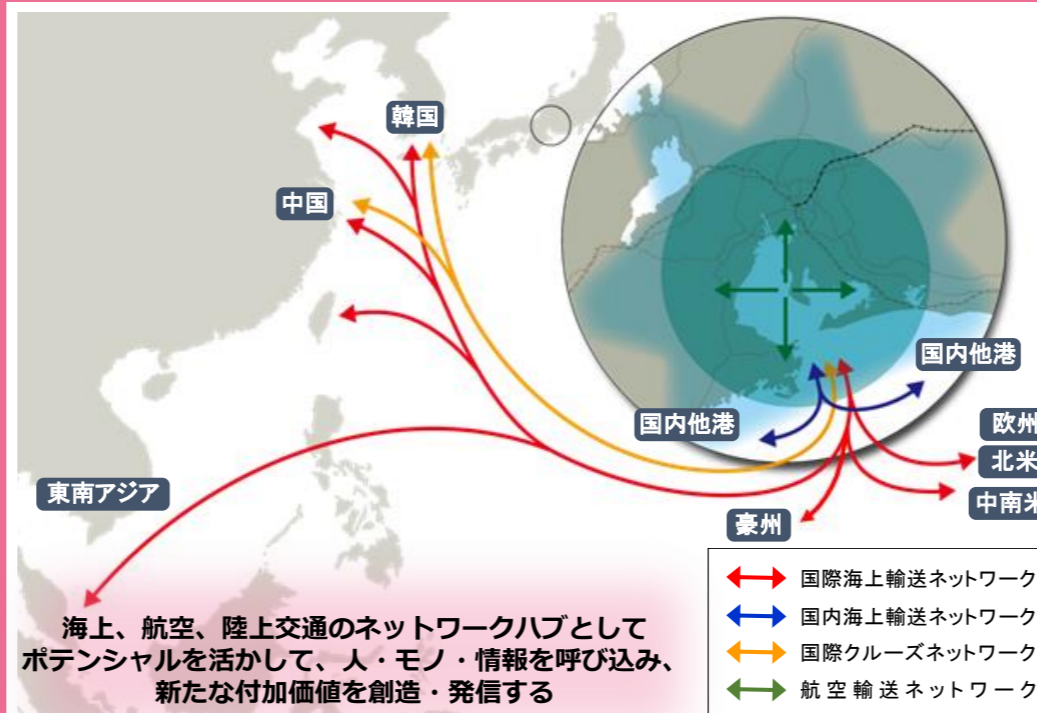 韓国
中国
国内他港
国内他港
欧州
北米
東南アジア
中南米
豪州
国際海上輸送ネットワーク
国内海上輸送ネットワーク
国際クルーズネットワーク
航空輸送ネットワーク
海上、航空、陸上交通のネットワークハブとして
ポテンシャルを活かして、人・モノ・情報を呼び込み、
新たな付加価値を創造・発信する